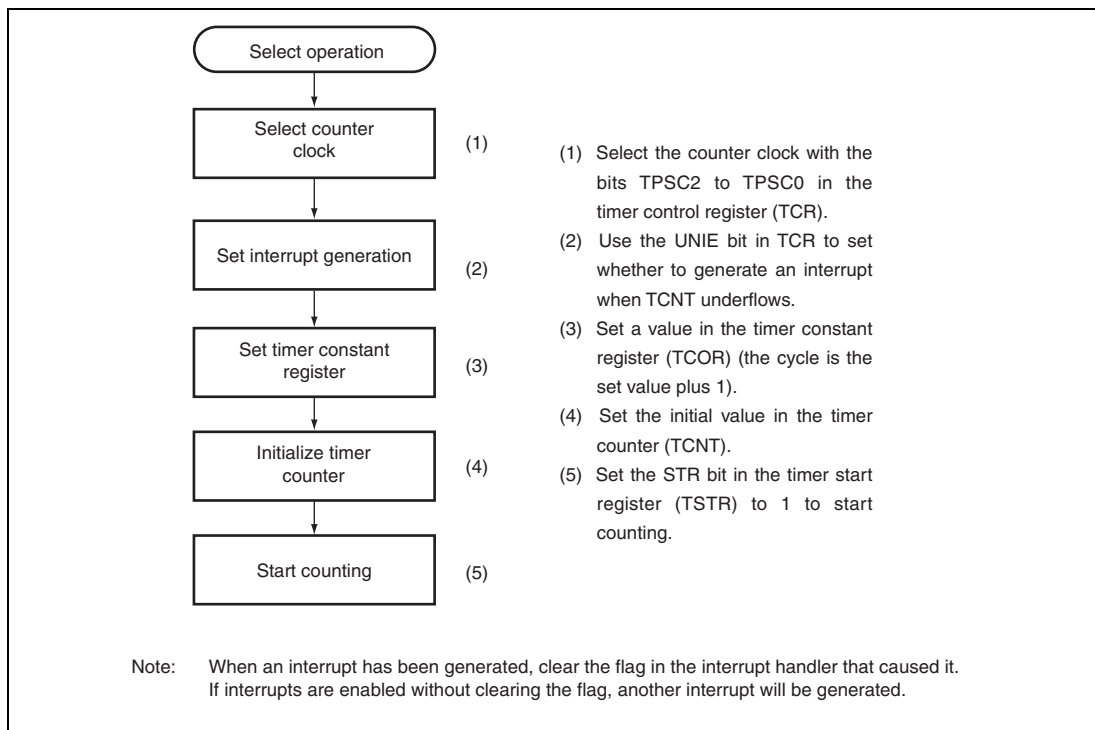 Select operation
Select counter
clock
(1)
Set interrupt generation
(2)
Set timer constant
register
(3)
Initialize timer
counter
(4)
Start counting
(5)
(1) Select the counter clock with the
bits TPSC2 to TPSC0 in the
timer control register (TCR).
(2) Use the UNIE bit in TCR to set
whether to generate an interrupt
when TCNT underflows.
(3) Set a value in the timer constant
register (TCOR) (the cycle is the
set value plus 1).
(4) Set the initial value in the timer
counter (TCNT).
(5) Set the STR bit in the timer start
register (TSTR) to 1 to start
counting.
Note: When an interrupt has been generated, clear the flag in the interrupt handler that caused it.
If interrupts are enabled without clearing the flag, another interrupt will be generated.